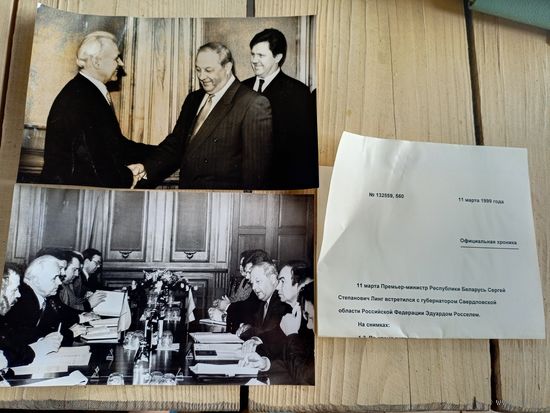 № 132559, 560
11 марта 1999 года
Официальная хроника
11 марта Премьер-министр Республики Беларусь Сергей
Степанович Линг встретился с губернатором Свердловской
области Российской Федерации Эдуардом Росселем.
На снимках: